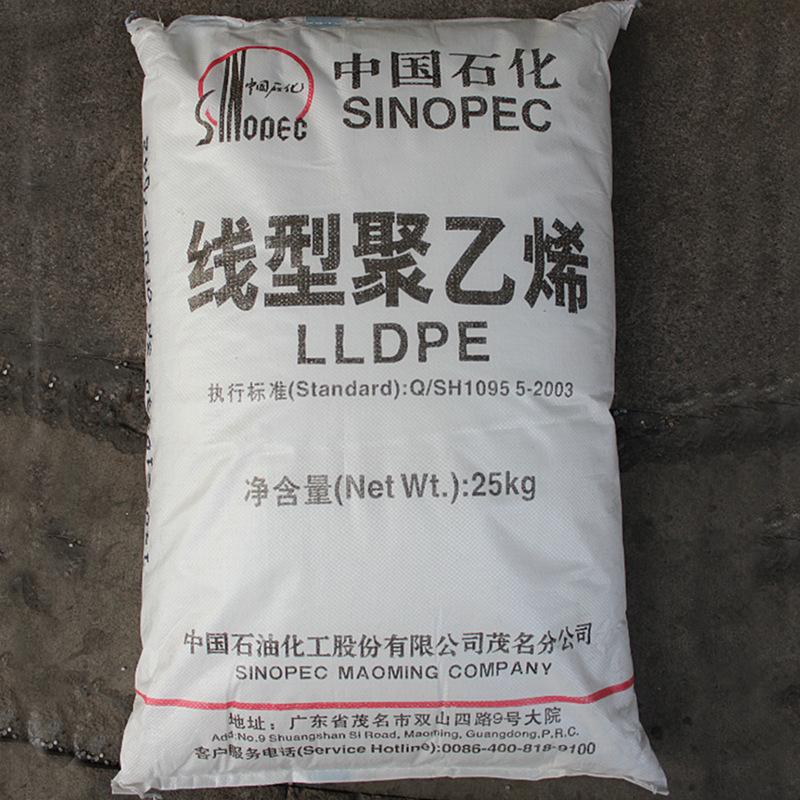 中国石化
SINOPEC
中国石化
SINOPEC
线型聚乙烯
LLDPE
执行标准(Standard):Q/SH1095 5-2003
净含量(Net Wt.):25kg
中国石油化工股份有限公司茂名分公司
SINOPEC MAOMING COMPANY
地址：广东省茂名市双山四路9号大院
Add:No.9 Shuangshan Si Road, Maoming, Guangdong,P.R.C.
客户服务电话(Service Hotline):0086-400-818-9100